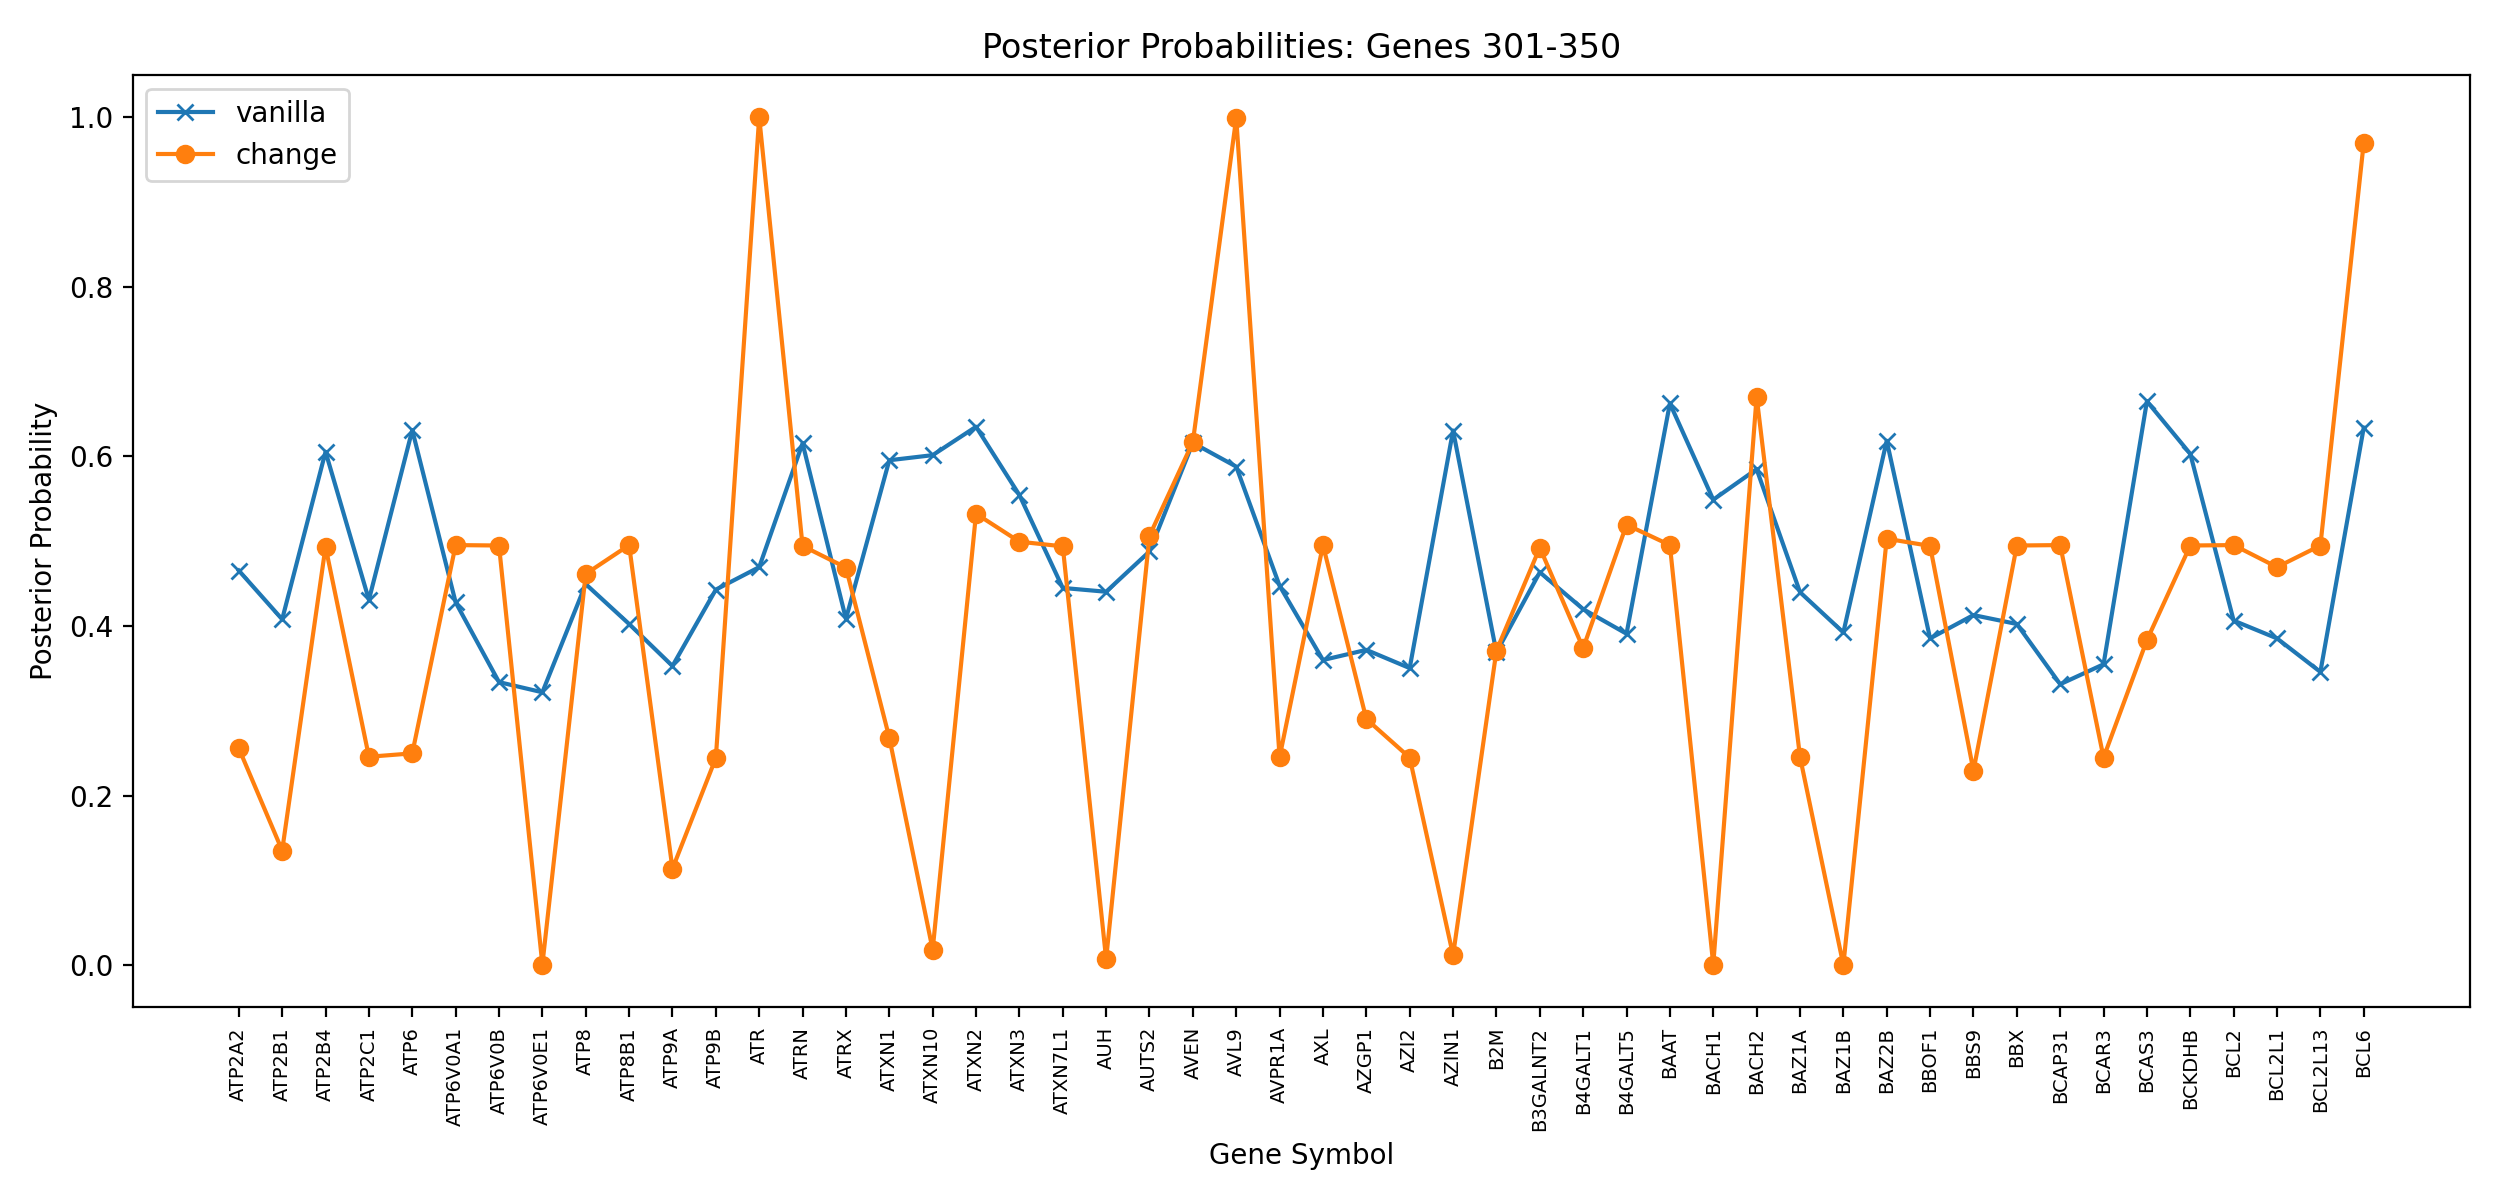 Posterior Probabilities: Genes 301-350
vanilla
change
Posterior Probability
1.0
0.8
0.6
0.4
0.2
0.0
ATP2A2
ATP2B1
ATP2B4
ATP2C1
ATP6
ATP6V0A1
ATP6V0B
ATP6V0E1
ATP8
ATP8B1
ATP9A
ATP9B
ATR
ATRN
ATRX
ATXN1
ATXN10
ATXN2
ATXN3
ATXN7L1
AUH
AUTS2
AVEN
AVL9
AVPR1A
AXL
AZGP1
AZI2
AZIN1
B2M
B3GALNT2
B4GALT1
B4GALT5
BAAT
BACH1
BACH2
BAZ1A
BAZ1B
BAZ2B
BBOF1
BBS9
BBX
BCAP31
BCAR3
BCAS3
BCKDHB
BCL2
BCL2L1
BCL2L13
BCL6
Gene Symbol